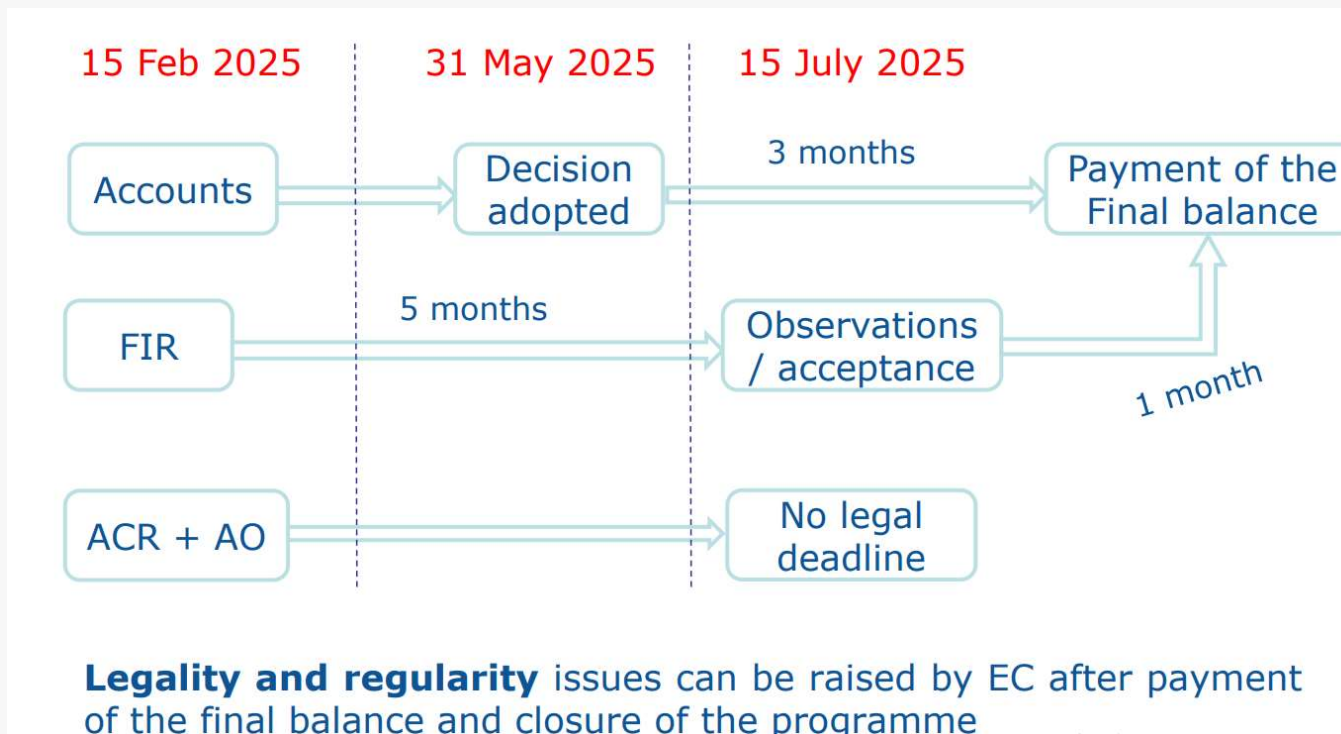 15 Feb 2025
31 May 2025
15 July 2025
Accounts
Decision
adopted
3 months
Payment of the
Final balance
FIR
5 months
Observations
/ acceptance
1 month
ACR + AO
No legal
deadline
Legality and regularity issues can be raised by EC after payment
of the final balance and closure of the programme